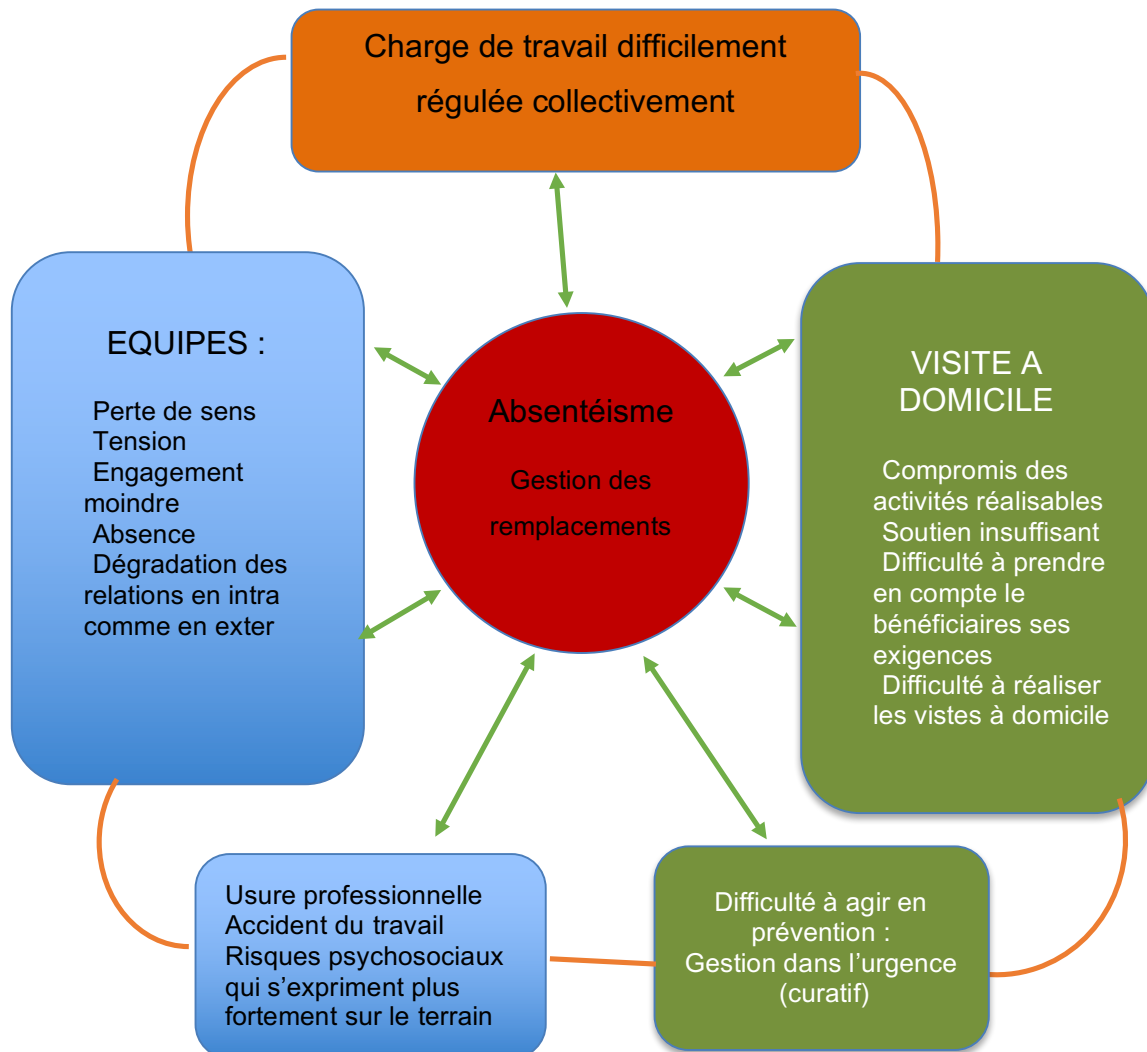 Charge de travail difficilement
régulée collectivement
EQUIPES :
Perte de sens
Tension
Engagement
moindre
Absence
Dégradation des
relations en intra
comme en exter
Absentéisme
Gestion des
remplacements
VISITE A
DOMICILE
Compromis des
activités réalisables
Soutien insuffisant
Difficulté à prendre
en compte le
bénéficiaires ses
exigences
Difficulté à réaliser
les vistes à domicile
Usure professionnelle
Accident du travail
Risques psychosociaux
qui s’expriment plus
fortement sur le terrain
Difficulté à agir en
prévention :
Gestion dans l’urgence
(curatif)